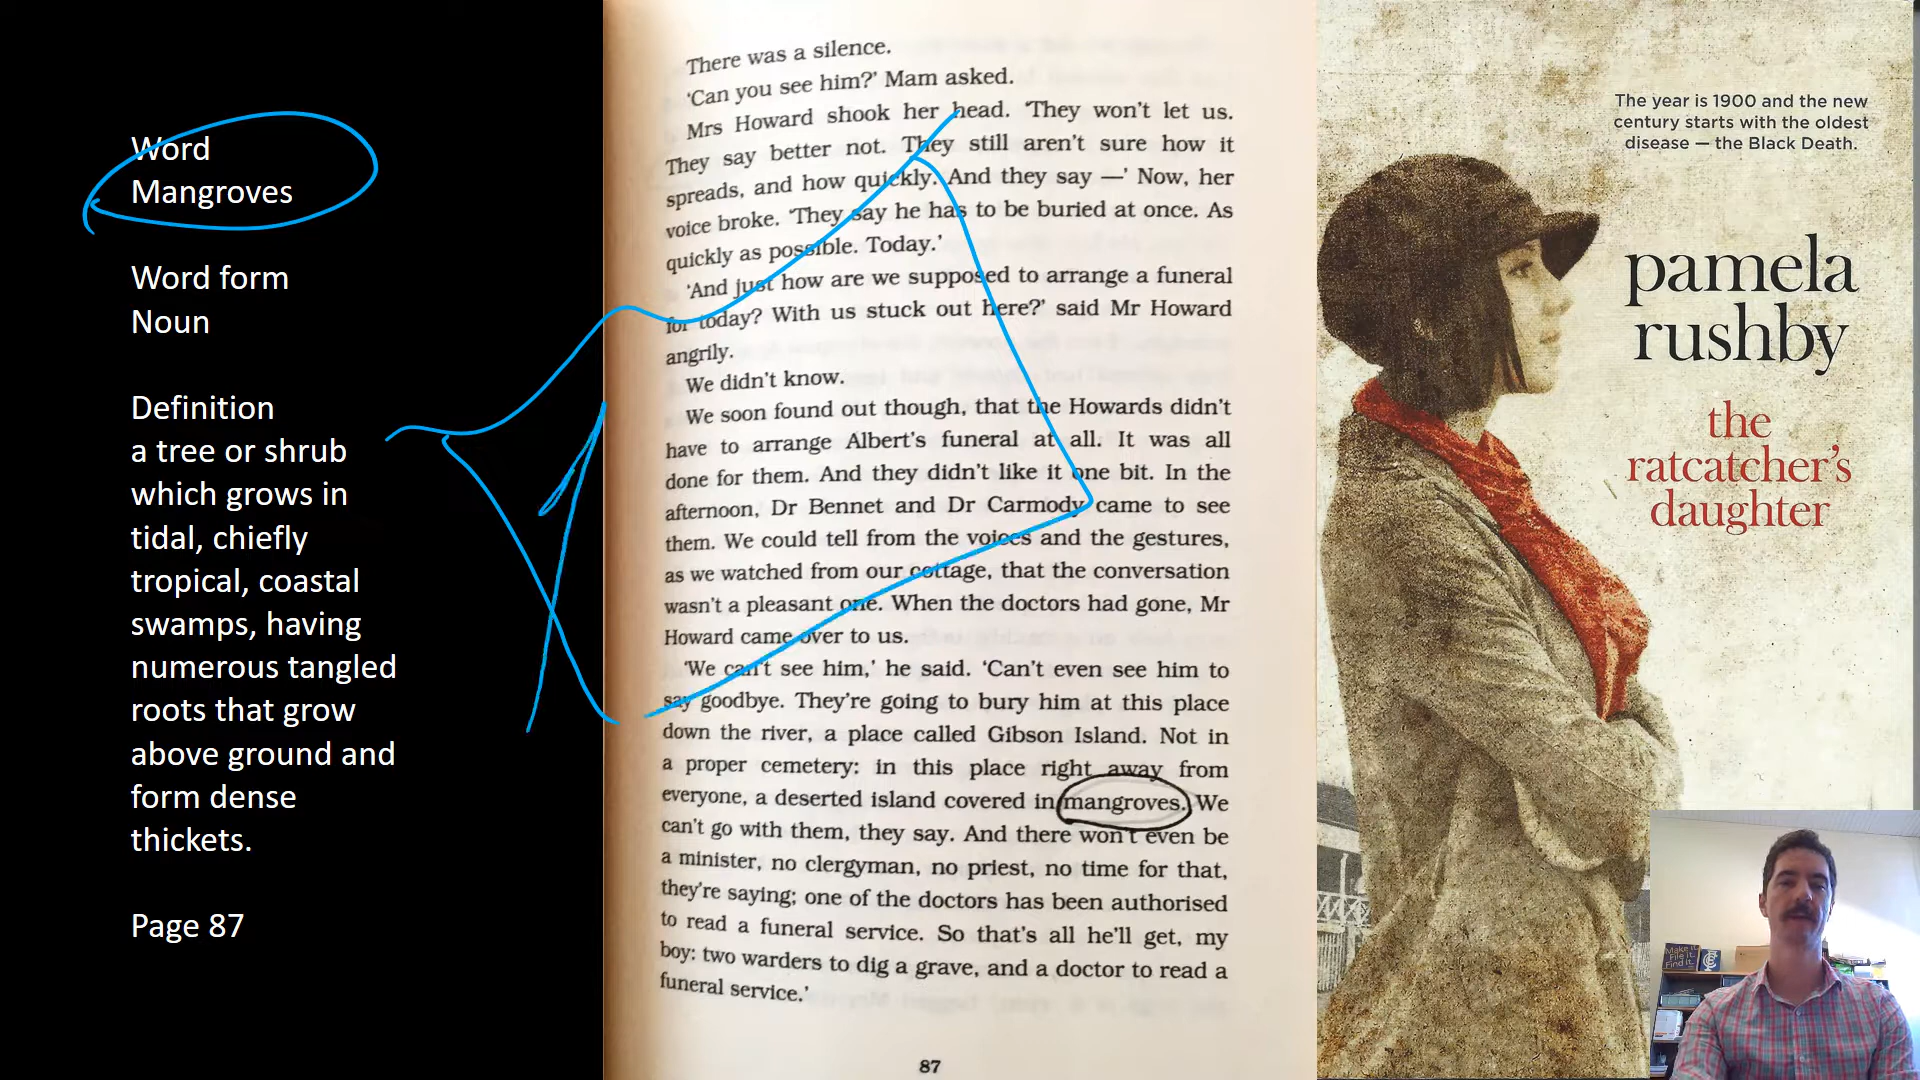 Word
Mangroves
Word form
Noun
Definition
a tree or shrub
which grows in
tidal, chiefly
tropical, coastal
swamps, having
numerous tangled
roots that grow
above ground and
form dense
thickets.
Page 87
There was a silence.
‘Can you see him?’ Mam asked.
Mrs Howard shook her head. ‘They won’t let us.
They say better not. They still aren’t sure how it
spreads, and how quickly. And they say —’ Now, her
voice broke. ‘They say he has to be buried at once. As
quickly as possible. Today.’
‘And just how are we supposed to arrange a funeral
for today? With us stuck out here?’ said Mr Howard
angrily.
We didn’t know.
We soon found out though, that the Howards didn’t
have to arrange Albert’s funeral at all. It was all
done for them. And they didn’t like it one bit. In the
afternoon, Dr Bennet and Dr Carmody came to see
them. We could tell from the voices and the gestures,
as we watched from our cottage, that the conversation
wasn’t a pleasant one. When the doctors had gone, Mr
Howard came over to us.
‘We can’t see him,’ he said. ‘Can’t even see him to
say goodbye. They’re going to bury him at this place
down the river, a place called Gibson Island. Not in
a proper cemetery: in this place right away from
everyone, a deserted island covered in mangroves. We
can’t go with them, they say. And there won’t even be
a minister, no clergyman, no priest, no time for that,
they’re saying; one of the doctors has been authorised
to read a funeral service. So that’s all he’ll get, my
boy: two warders to dig a grave, and a doctor to read a
funeral service.’
87
The year is 1900 and the new
century starts with the oldest
disease — the Black Death.
pamela
rushby
the
ratcatcher’s
daughter
Make it.
File it.
Find it.